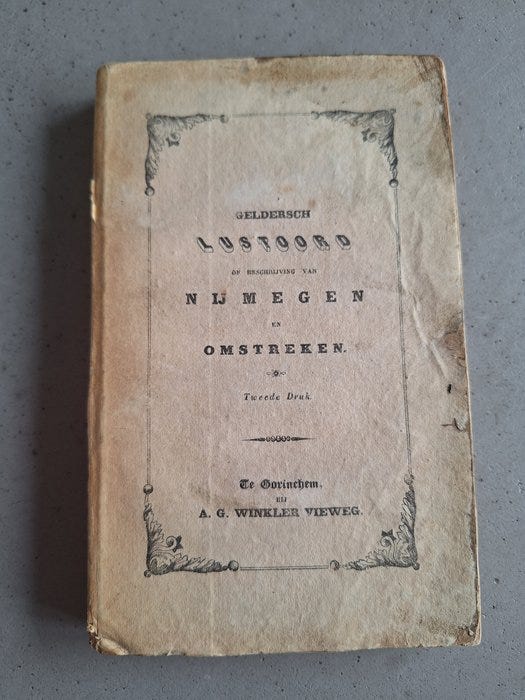 GELDERSCH
LUSTOORD
OF BESCHRIJVING VAN
NIJMEGEN
EN
OMSTREKEN.
Tweede Druk.
Te Gorinchem,
BIJ
A. G. WINKLER VIEWEG.